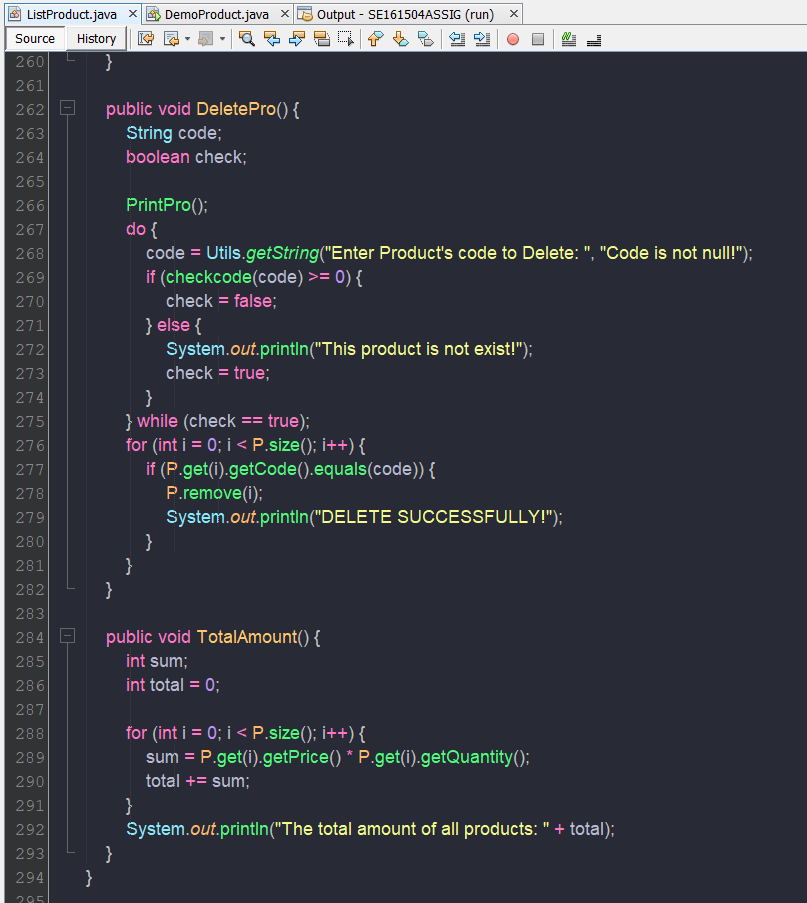 ListProduct.java × DemoProduct.java × Output - SE161504ASSIG (run) ×
Source History
260 }
261
262 public void DeletePro() {
263 String code;
264 boolean check;
265
266 PrintPro();
267 do {
268 code = Utils.getString("Enter Product's code to Delete: ", "Code is not null!");
269 if (checkcode(code) >= 0) {
270 check = false;
271 } else {
272 System.out.println("This product is not exist!");
273 check = true;
274 }
275 } while (check == true);
276 for (int i = 0; i < P.size(); i++) {
277 if (P.get(i).getCode().equals(code)) {
278 P.remove(i);
279 System.out.println("DELETE SUCCESSFULLY!");
280 }
281 }
282 }
283
284 public void TotalAmount() {
285 int sum;
286 int total = 0;
287
288 for (int i = 0; i < P.size(); i++) {
289 sum = P.get(i).getPrice() * P.get(i).getQuantity();
290 total += sum;
291 }
292 System.out.println("The total amount of all products: " + total);
293 }
294 }
295